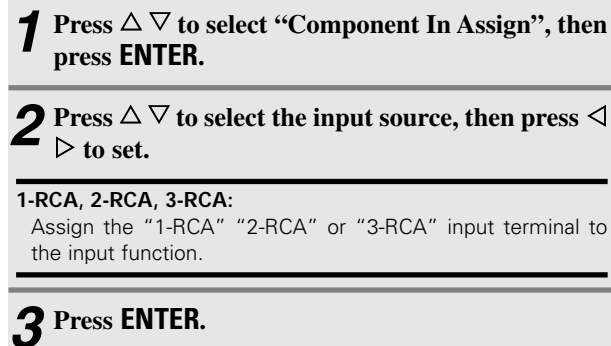 1 Press △ ▽ to select “Component In Assign”, then
press ENTER.
2 Press △ ▽ to select the input source, then press ◁
▷ to set.
1-RCA, 2-RCA, 3-RCA:
Assign the “1-RCA” “2-RCA” or “3-RCA” input terminal to
the input function.
3 Press ENTER.